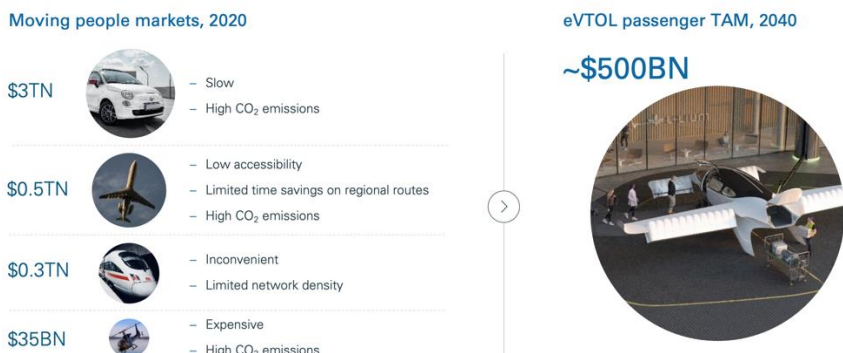 Moving people markets, 2020
$3TN
– Slow
– High CO₂ emissions
$0.5TN
– Low accessibility
– Limited time savings on regional routes
– High CO₂ emissions
$0.3TN
– Inconvenient
– Limited network density
$35BN
– Expensive
– High CO₂ emissions
eVTOL passenger TAM, 2040
~$500BN